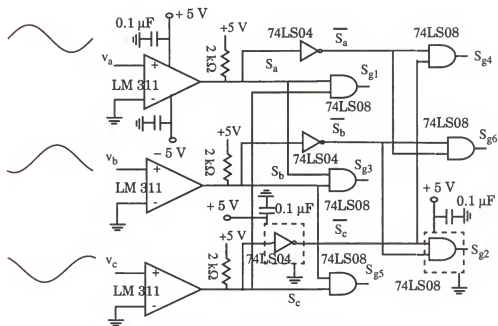 + 5 V
0.1 μF
+5 V
2 kΩ
74LS04
S̅a̅
74LS08
va
+
-
LM 311
Sa
Sg1
Sg4
74LS08
74LS08
- 5 V
+5V
2 kΩ
74LS04
S̅b̅
Sg6
vb
+
-
LM 311
Sb
Sg3
74LS08
0.1 μF
+ 5 V
+ 5 V
0.1 μF
S̅c̅
+5V
2 kΩ
74LS04
Sg2
vc
+
-
LM 311
Sc
Sg5
74LS08
74LS08